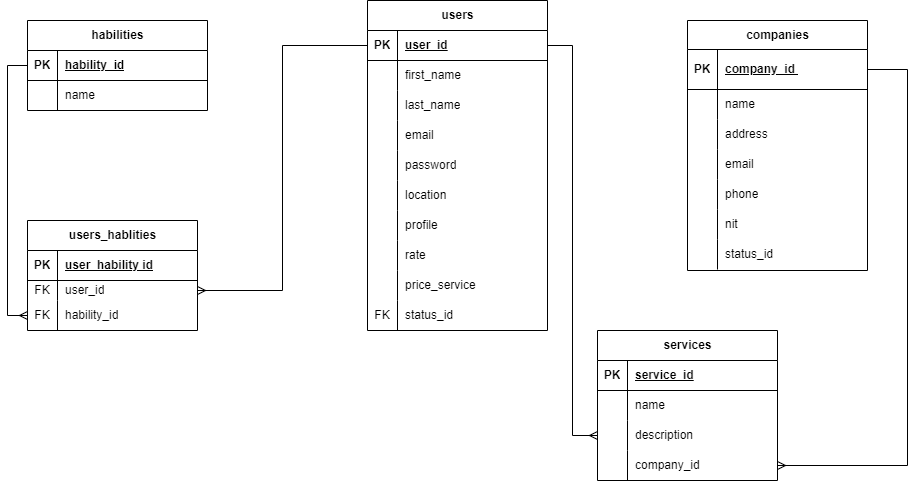 habilities
PK hability_id
name
users
PK user_id
first_name
last_name
email
password
location
profile
rate
price_service
FK status_id
companies
PK company_id
name
address
email
phone
nit
status_id
users_hablities
PK user_hability id
FK user_id
FK hability_id
services
PK service_id
name
description
company_id